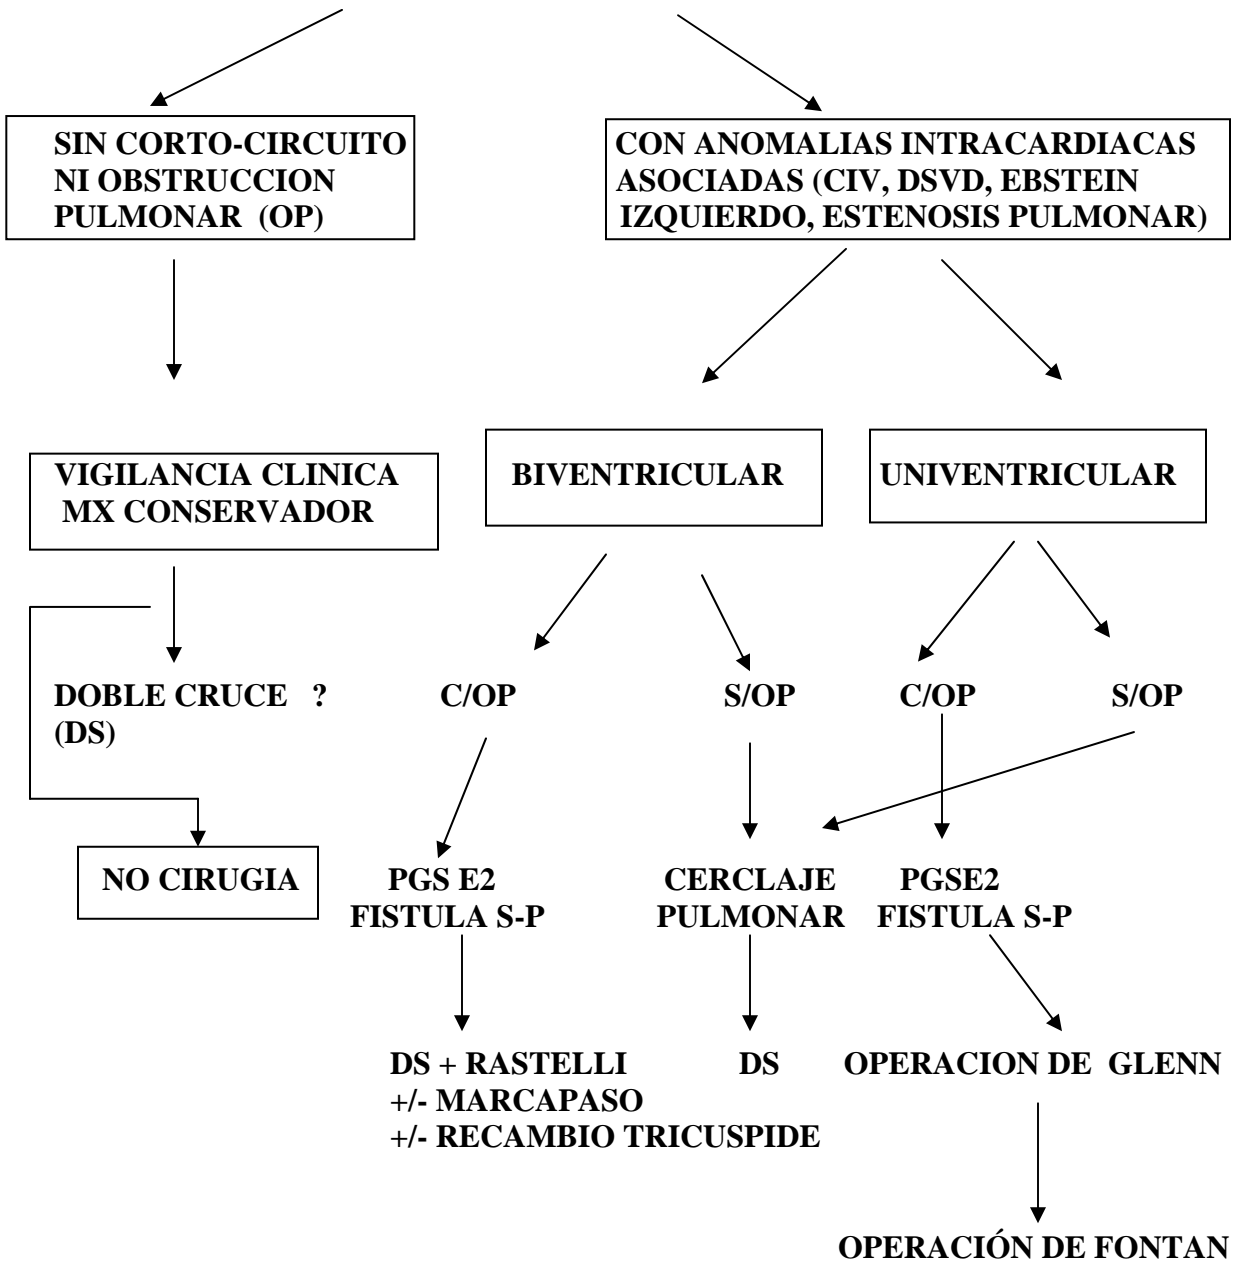 SIN CORTO-CIRCUITO
NI OBSTRUCCION
PULMONAR (OP)
CON ANOMALIAS INTRACARDIACAS
ASOCIADAS (CIV, DSVD, EBSTEIN
IZQUIERDO, ESTENOSIS PULMONAR)
VIGILANCIA CLINICA
MX CONSERVADOR
BIVENTRICULAR
UNIVENTRICULAR
DOBLE CRUCE ?
(DS)
C/OP
S/OP
C/OP
S/OP
NO CIRUGIA
PGS E2
FISTULA S-P
CERCLAJE
PULMONAR
PGSE2
FISTULA S-P
DS + RASTELLI
+/- MARCAPASO
+/- RECAMBIO TRICUSPIDE
DS
OPERACION DE GLENN
OPERACIÓN DE FONTAN